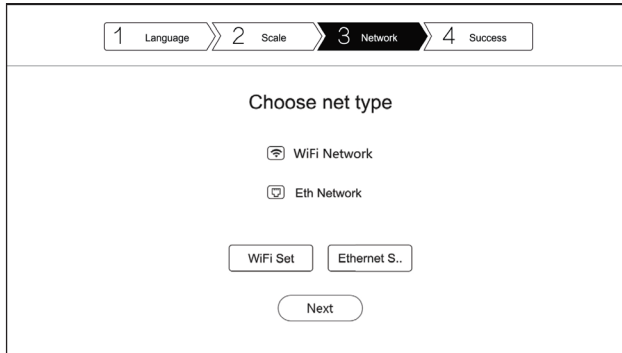 1 Language 2 Scale 3 Network 4 Success
Choose net type
WiFi Network
Eth Network
WiFi Set Ethernet S..
Next